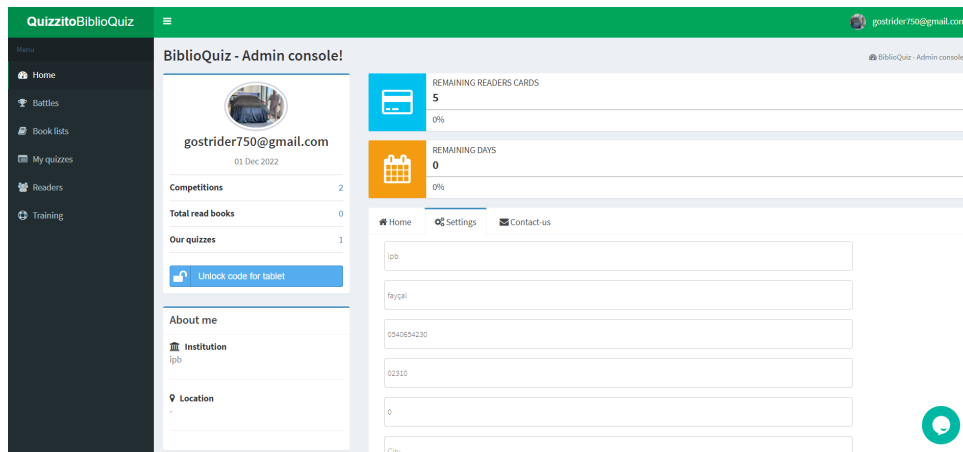 QuizzitoBiblioQuiz
gostrider750@gmail.com
Menu
Home
Battles
Book lists
My quizzes
Readers
Training
BiblioQuiz - Admin console!
BiblioQuiz - Admin console
gostrider750@gmail.com
01 Dec 2022
Competitions 2
Total read books 0
Our quizzes 1
Unlock code for tablet
About me
Institution
ipb
Location
-
REMAINING READERS CARDS
5
0%
REMAINING DAYS
0
0%
Home Settings Contact-us
ipb
fayçal
0540654230
02310
0
City